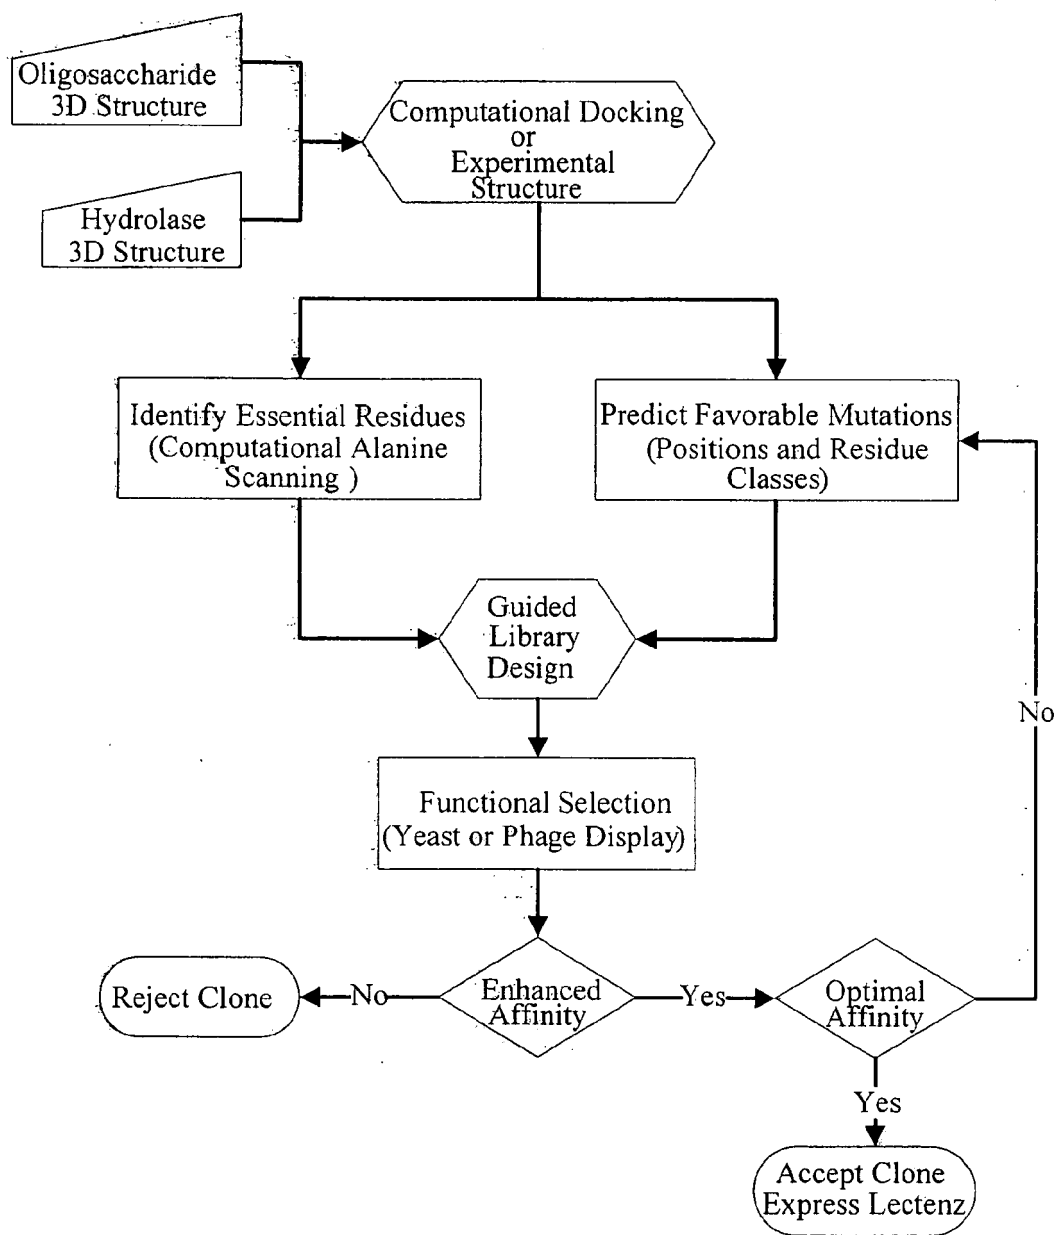 Oligosaccharide
3D Structure
Computational Docking
or
Experimental
Structure
Hydrolase
3D Structure
Identify Essential Residues
(Computational Alanine
Scanning )
Predict Favorable Mutations
(Positions and Residue
Classes)
Guided
Library
Design
No
Functional Selection
(Yeast or Phage Display)
Reject Clone
No
Enhanced
Affinity
Yes
Optimal
Affinity
Yes
Accept Clone
Express Lectenz